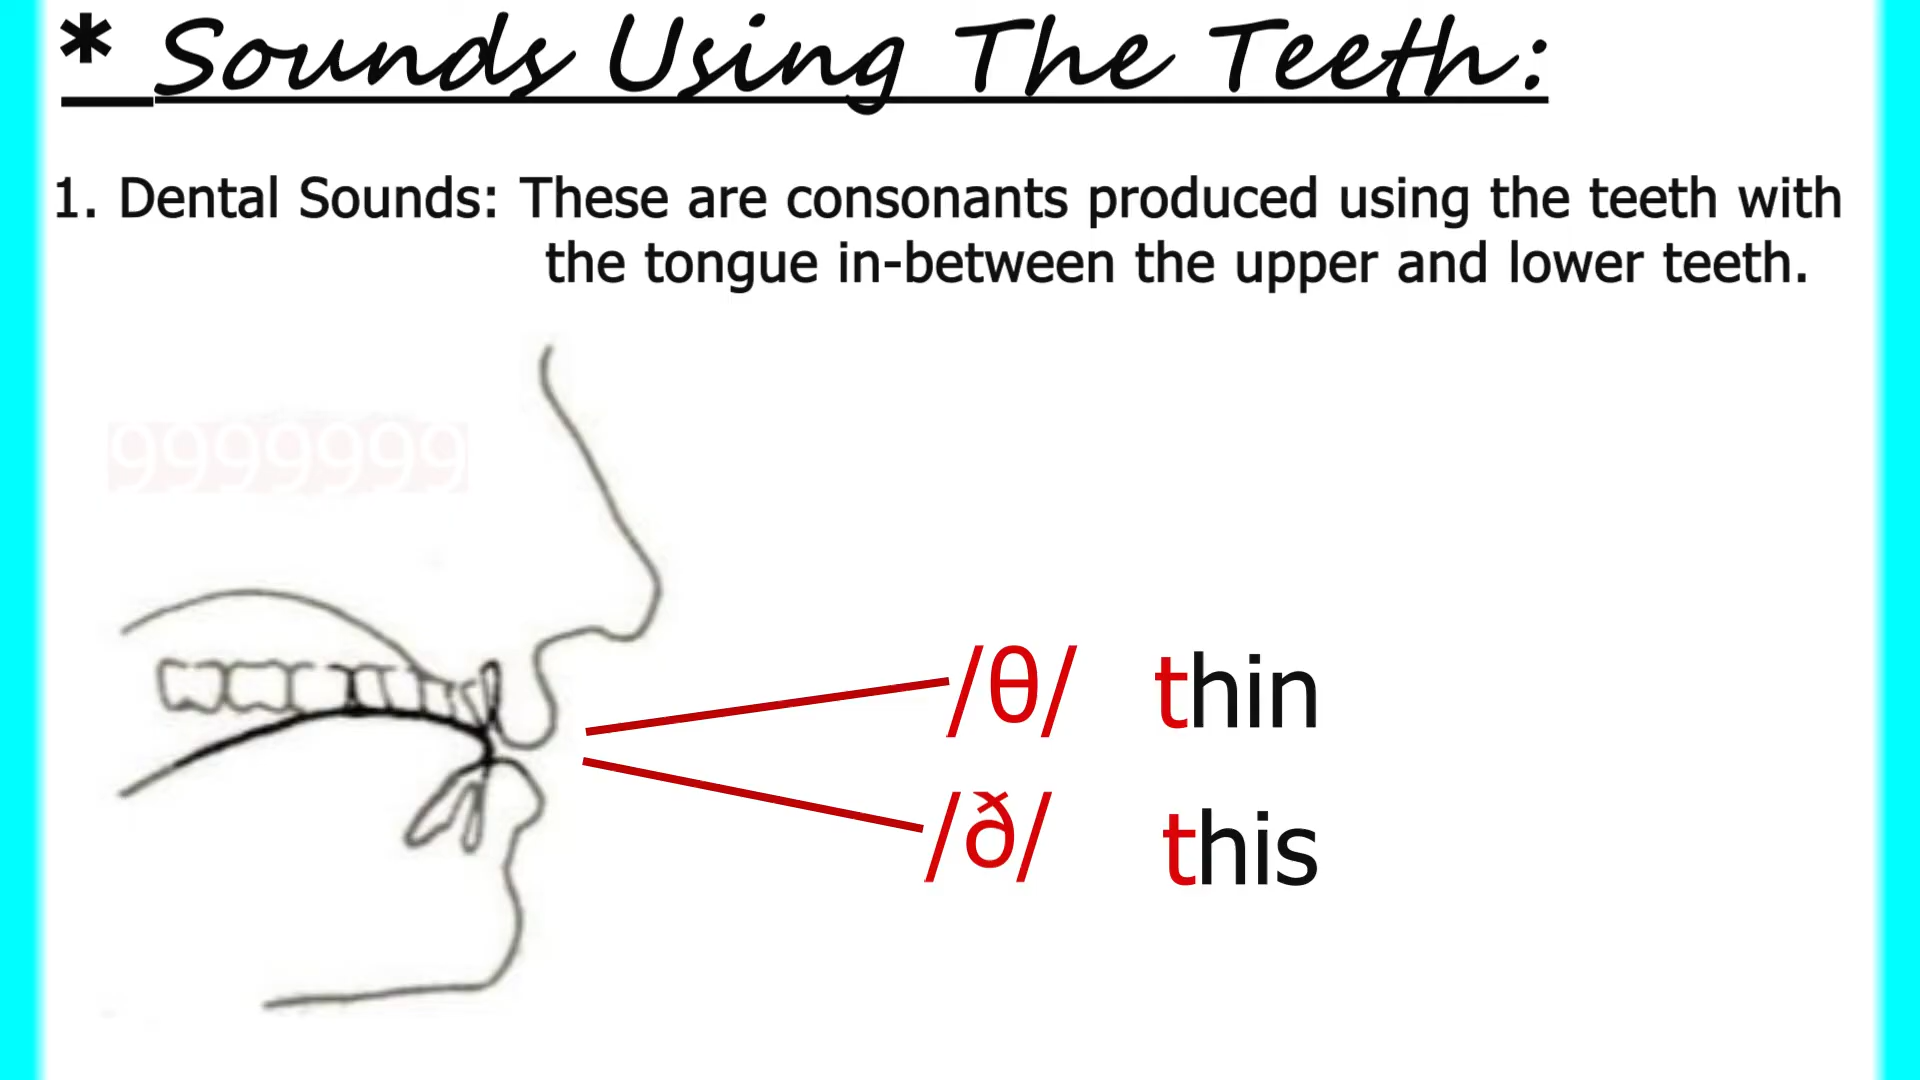 * Sounds Using The Teeth:
1. Dental Sounds: These are consonants produced using the teeth with
the tongue in-between the upper and lower teeth.
9999999
/θ/ thin
/ð/ this